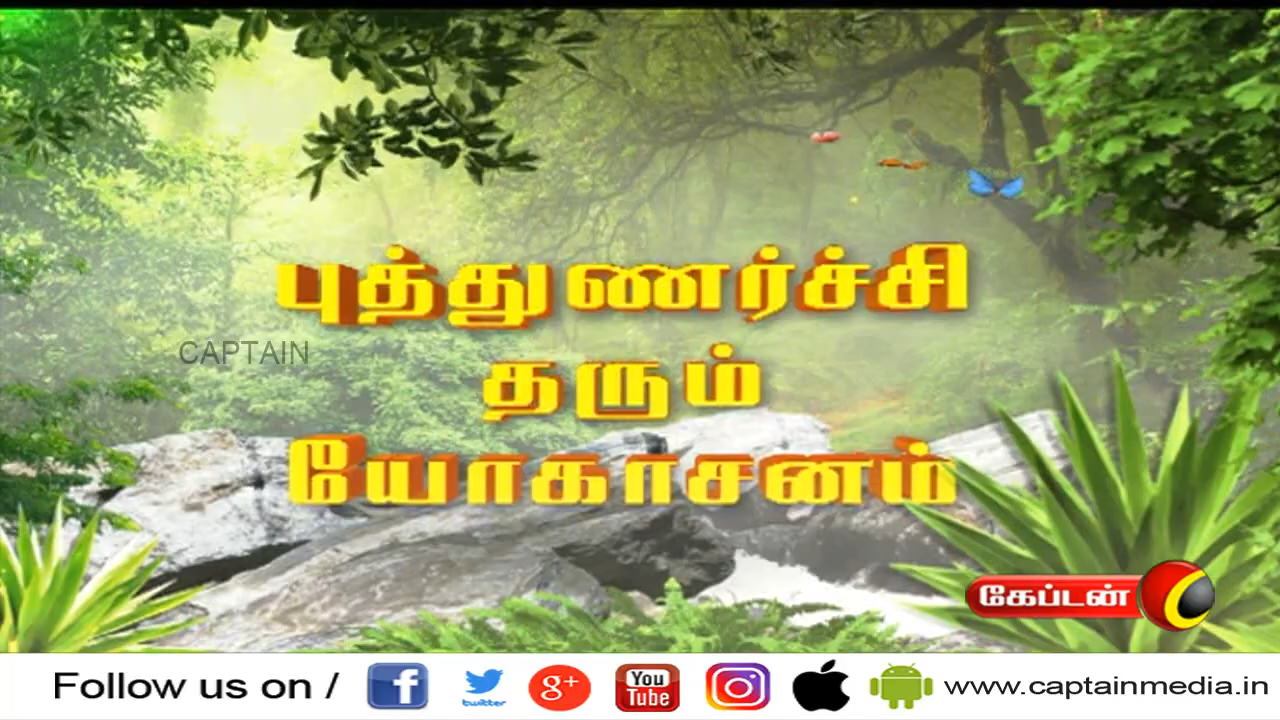 புத்துணர்ச்சி
CAPTAIN
தரும்
யோகாசனம்
கேப்டன்
Follow us on / f twitter g+ You Tube www.captainmedia.in